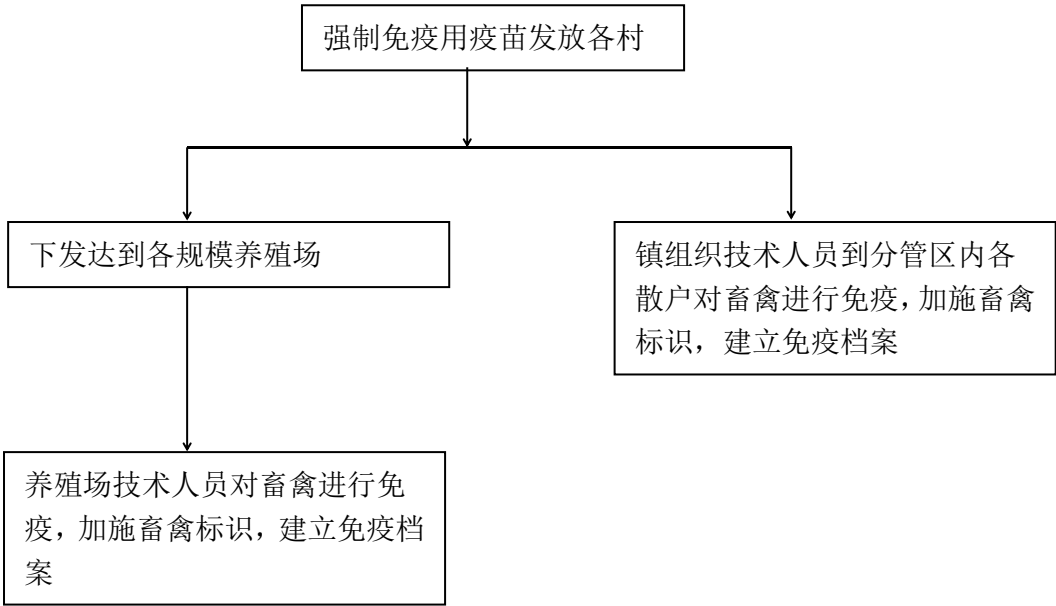 强制免疫用疫苗发放各村
下发达到各规模养殖场
镇组织技术人员到分管区内各
散户对畜禽进行免疫，加施畜禽
标识，建立免疫档案
养殖场技术人员对畜禽进行免
疫，加施畜禽标识，建立免疫档
案